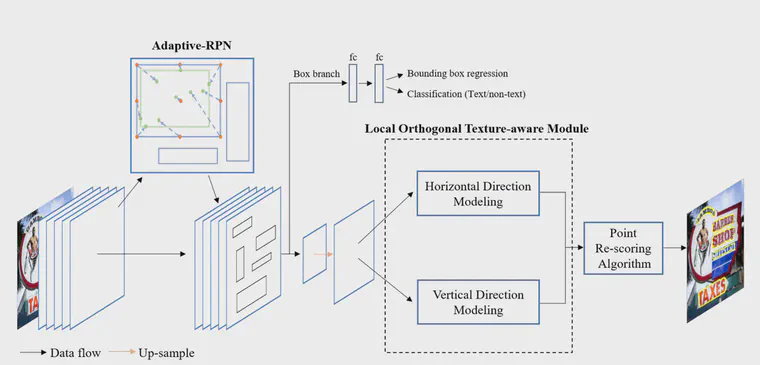 Adaptive-RPN
fc
fc
Box branch
Bounding box regression
Classification (Text/non-text)
Local Orthogonal Texture-aware Module
Horizontal Direction
Modeling
Vertical Direction
Modeling
Point
Re-scoring
Algorithm
BARBER
SHOP
TAXES
TA
Data flow
Up-sample